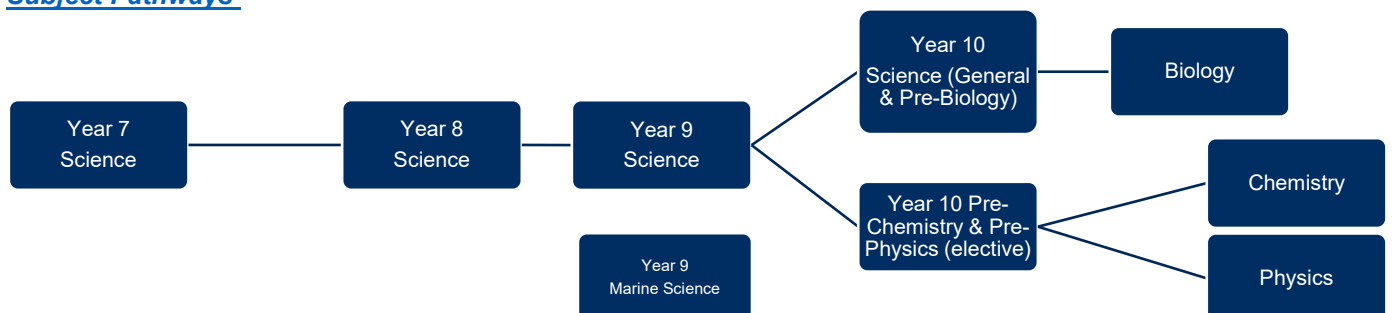 Subject Pathways
Year 7
Science
Year 8
Science
Year 9
Science
Year 9
Marine Science
Year 10
Science (General
& Pre-Biology)
Year 10 Pre-
Chemistry & Pre-
Physics (elective)
Biology
Chemistry
Physics